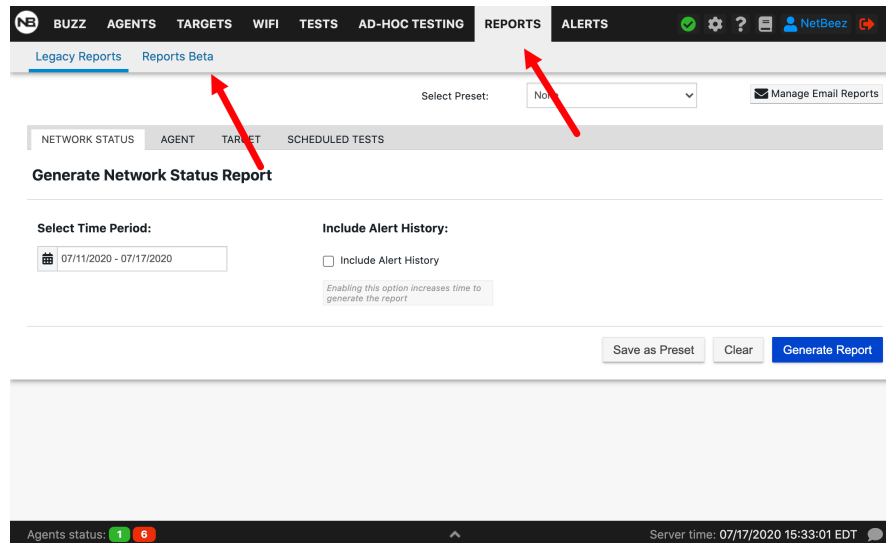 NB BUZZ AGENTS TARGETS WIFI TESTS AD-HOC TESTING REPORTS ALERTS ? NetBeez
Legacy Reports Reports Beta
Select Preset: None Manage Email Reports
NETWORK STATUS AGENT TARGET SCHEDULED TESTS
Generate Network Status Report
Select Time Period: Include Alert History:
07/11/2020 - 07/17/2020 Include Alert History
Enabling this option increases time to
generate the report
Save as Preset Clear Generate Report
Agents status: 1 6 Server time: 07/17/2020 15:33:01 EDT